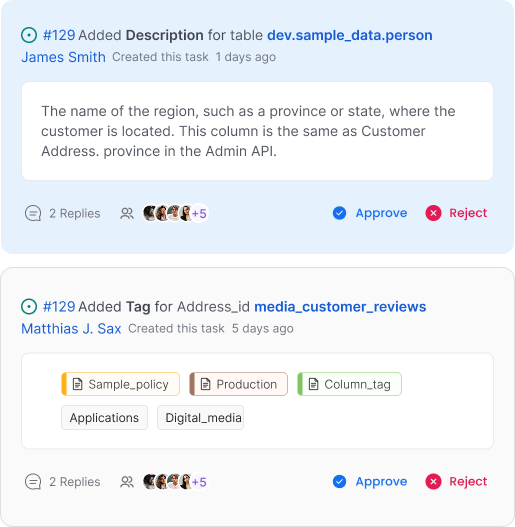 #129 Added Description for table dev.sample_data.person
James Smith Created this task 1 days ago
The name of the region, such as a province or state, where the
customer is located. This column is the same as Customer
Address. province in the Admin API.
2 Replies +5 Approve Reject
#129 Added Tag for Address_id media_customer_reviews
Matthias J. Sax Created this task 5 days ago
Sample_policy Production Column_tag
Applications Digital_media
2 Replies +5 Approve Reject